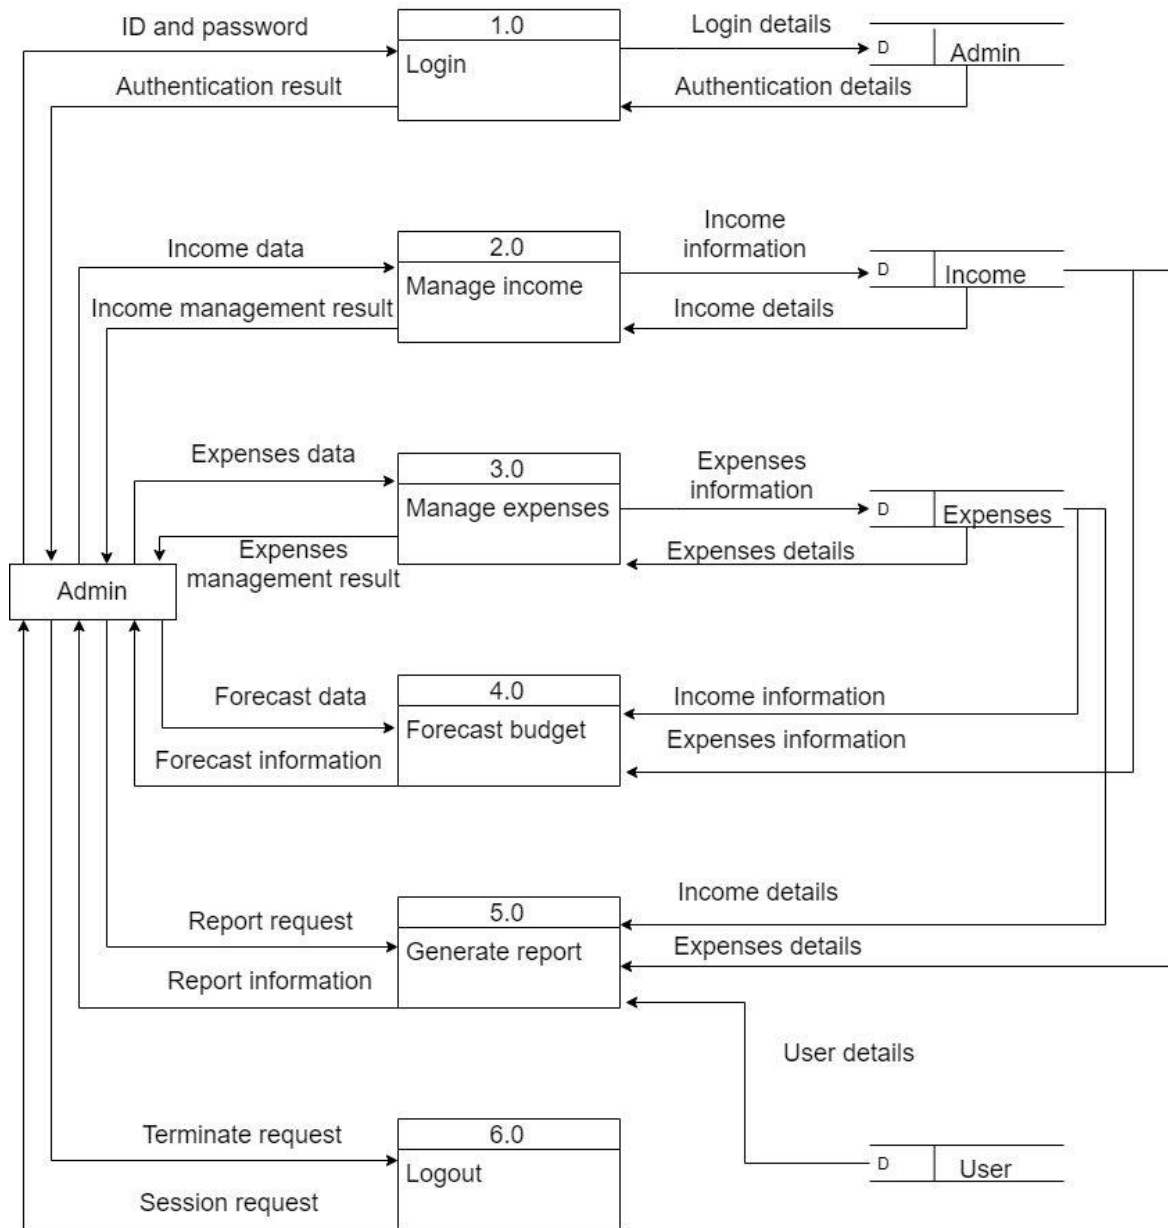 ID and password
1.0
Login details
Login
D
Admin
Authentication result
Authentication details
Income
information
Income data
2.0
D
Income
Manage income
Income management result
Income details
Expenses data
3.0
Expenses
information
Manage expenses
D
Expenses
Expenses
management result
Expenses details
Admin
Forecast data
4.0
Income information
Forecast budget
Expenses information
Forecast information
Income details
Report request
5.0
Generate report
Expenses details
Report information
User details
Terminate request
6.0
Logout
D
User
Session request